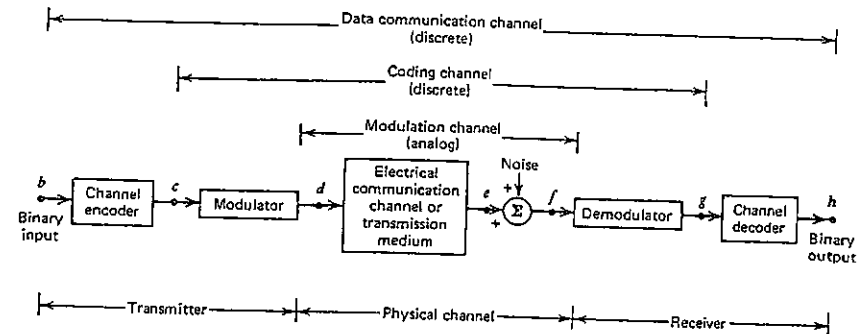 Data communication channel
(discrete)
Coding channel
(discrete)
Modulation channel
(analog)
Noise
b
Channel
encoder
c
Modulator
d
Electrical
communication
channel or
transmission
medium
e
+
+
Σ
f
Demodulator
g
Channel
decoder
h
Binary
input
Binary
output
Transmitter
Physical channel
Receiver